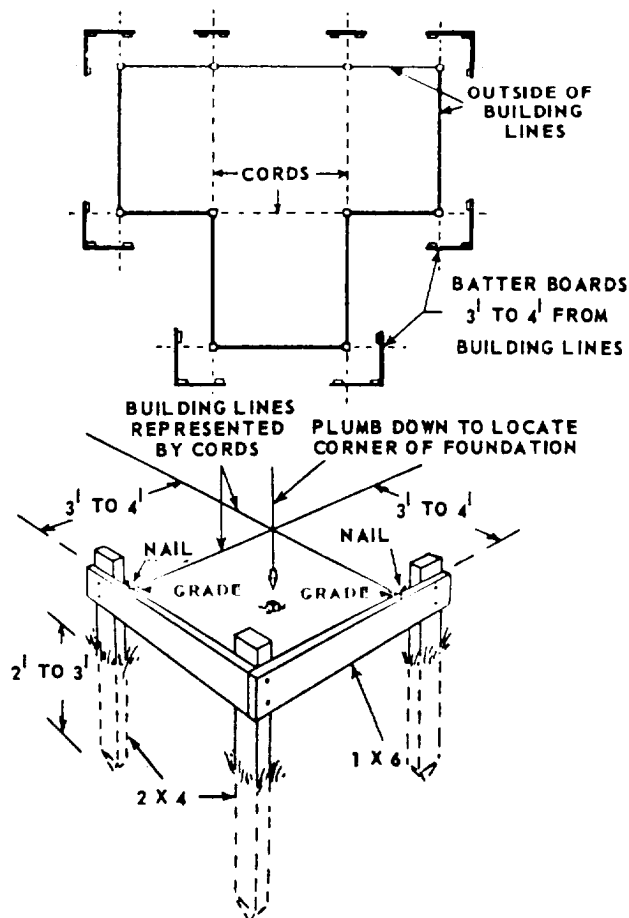 OUTSIDE OF
BUILDING
LINES
CORDS
BATTER BOARDS
3' TO 4' FROM
BUILDING LINES
BUILDING LINES
REPRESENTED
BY CORDS
PLUMB DOWN TO LOCATE
CORNER OF FOUNDATION
3' TO 4'
3' TO 4'
NAIL
NAIL
GRADE
GRADE
2' TO 3'
1 X 6
2 X 4